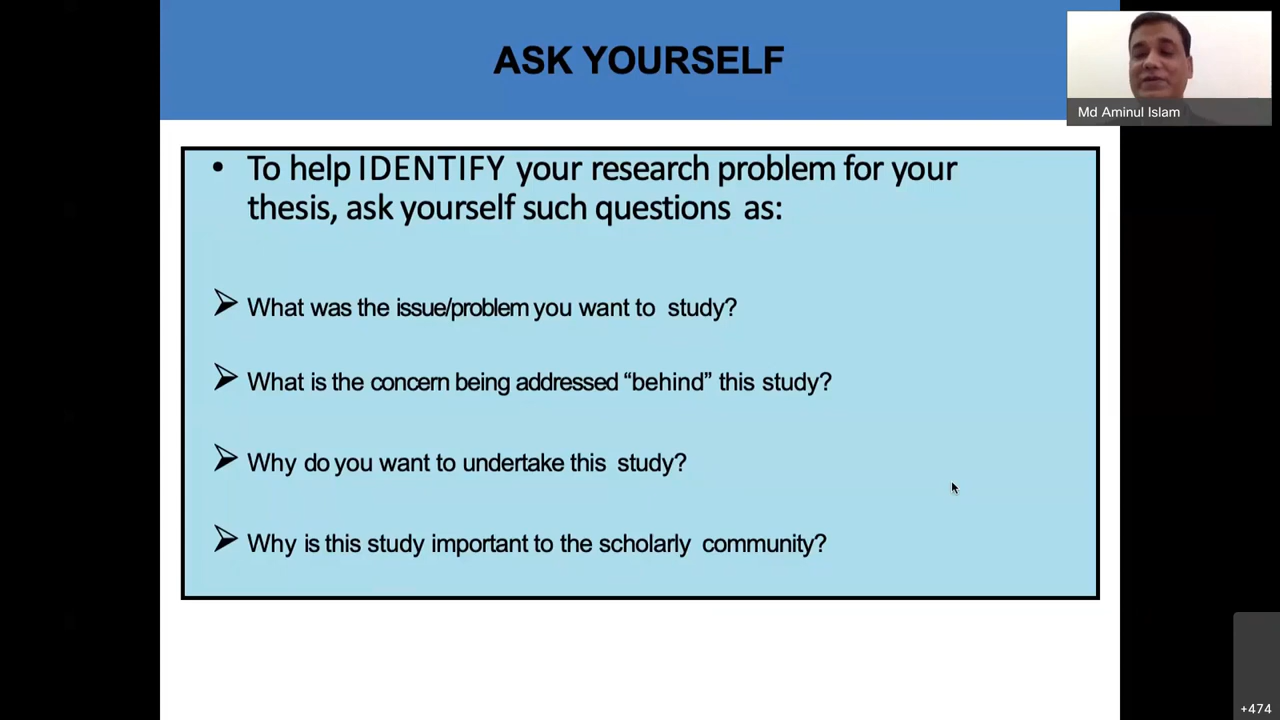 ASK YOURSELF
Md Aminul Islam
• To help IDENTIFY your research problem for your
thesis, ask yourself such questions as:
➢ What was the issue/problem you want to study?
➢ What is the concern being addressed “behind” this study?
➢ Why do you want to undertake this study?
➢ Why is this study important to the scholarly community?
+474